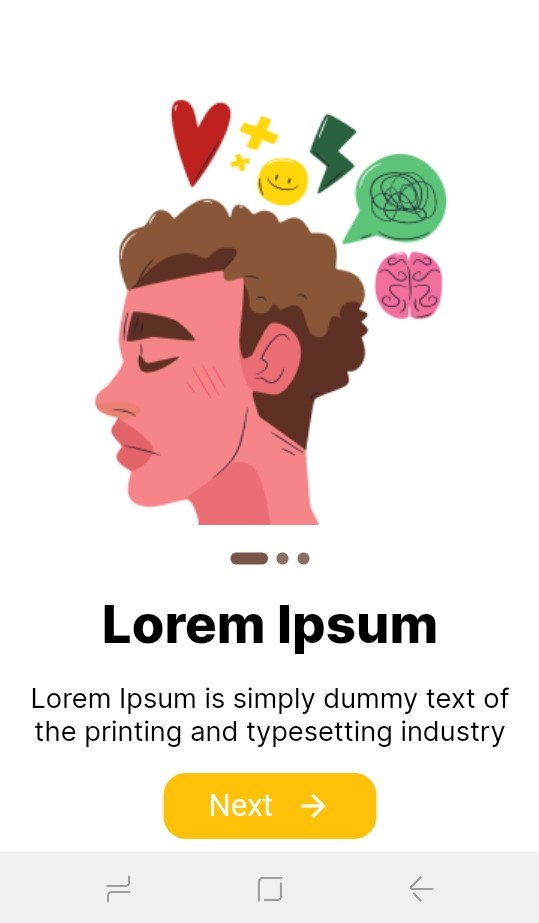 Lorem Ipsum
Lorem Ipsum is simply dummy text of
the printing and typesetting industry
Next